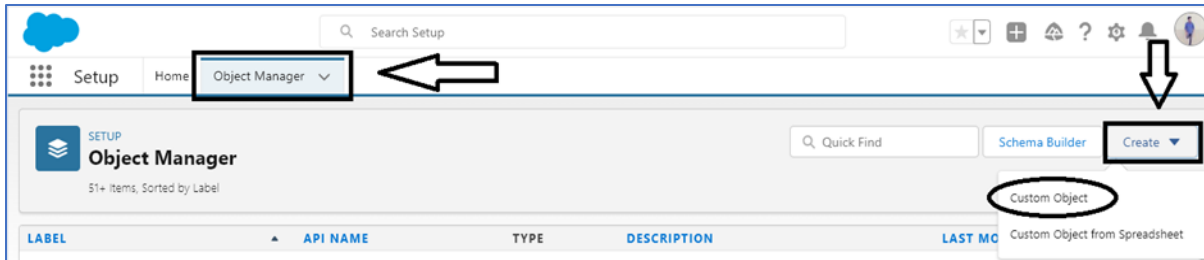 Search Setup
Setup Home Object Manager
SETUP
Object Manager
51+ Items, Sorted by Label
Quick Find
Schema Builder
Create
Custom Object
Custom Object from Spreadsheet
LABEL API NAME TYPE DESCRIPTION LAST MO